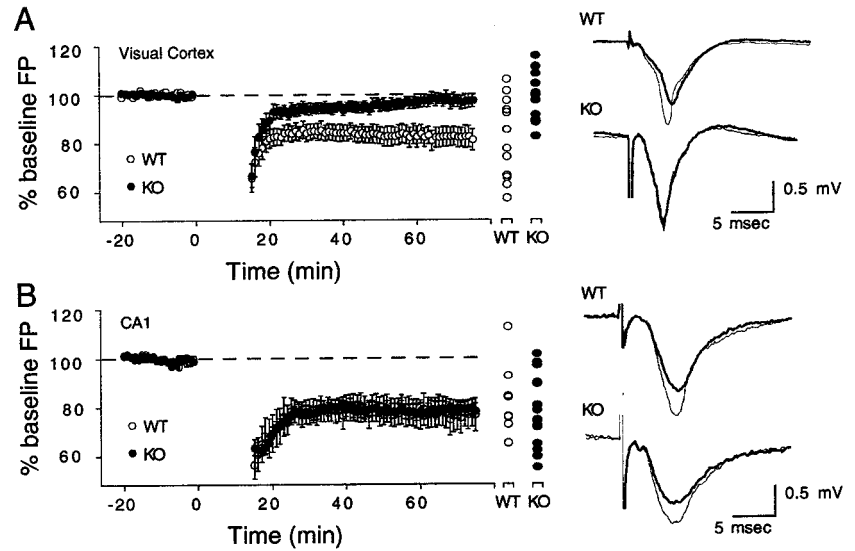 A
% baseline FP
120
100
80
60
Visual Cortex
WT
KO
-20
0
20
40
60
WT KO
Time (min)
WT
KO
0.5 mV
5 msec
B
% baseline FP
120
100
80
60
CA1
WT
KO
-20
0
20
40
60
WT KO
Time (min)
WT
KO
0.5 mV
5 msec